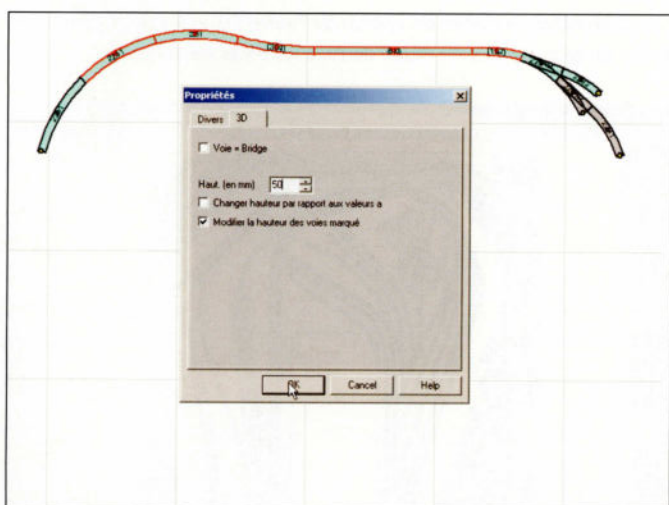 Propriétés
Divers 3D
Voie = Bridge
Haut. (en mm) 50
Changer hauteur par rapport aux valeurs a
Modifier la hauteur des voies marqué
OK Cancel Help